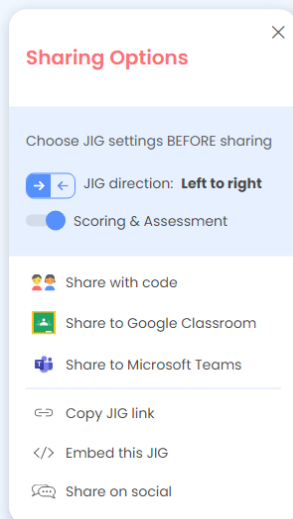 Sharing Options
Choose JIG settings BEFORE sharing
JIG direction: Left to right
Scoring & Assessment
Share with code
Share to Google Classroom
Share to Microsoft Teams
Copy JIG link
Embed this JIG
Share on social